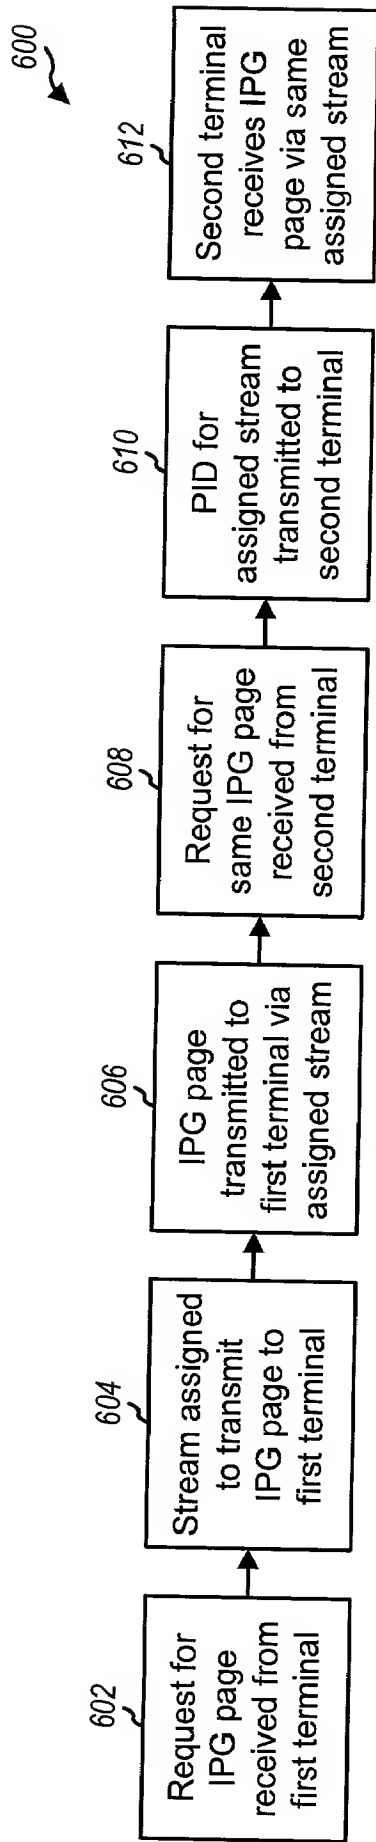 600
602
Request for
IPG page
received from
first terminal
604
Stream assigned
to transmit
IPG page to
first terminal
606
IPG page
transmitted to
first terminal via
assigned stream
608
Request for
same IPG page
received from
second terminal
610
PID for
assigned stream
transmitted to
second terminal
612
Second terminal
receives IPG
page via same
assigned stream